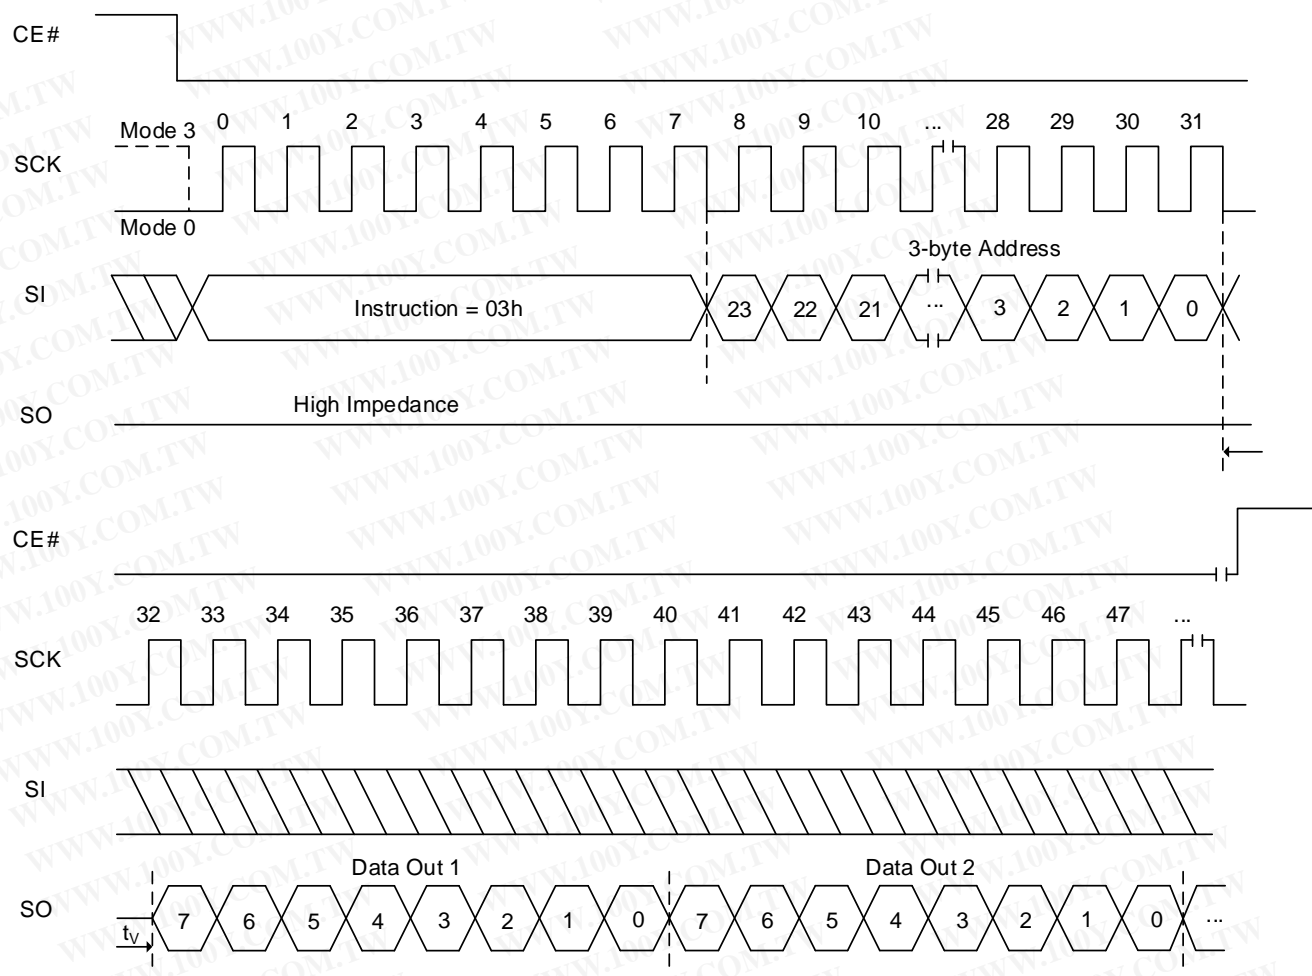 CE#
0 1 2 3 4 5 6 7 8 9 10 ... 28 29 30 31
Mode 3
SCK
Mode 0
3-byte Address
SI
Instruction = 03h 23 22 21 ... 3 2 1 0
High Impedance
SO
CE#
32 33 34 35 36 37 38 39 40 41 42 43 44 45 46 47 ...
SCK
SI
Data Out 1 Data Out 2
SO
7 6 5 4 3 2 1 0 7 6 5 4 3 2 1 0 ...
tV
WWW.100Y.COM.TW